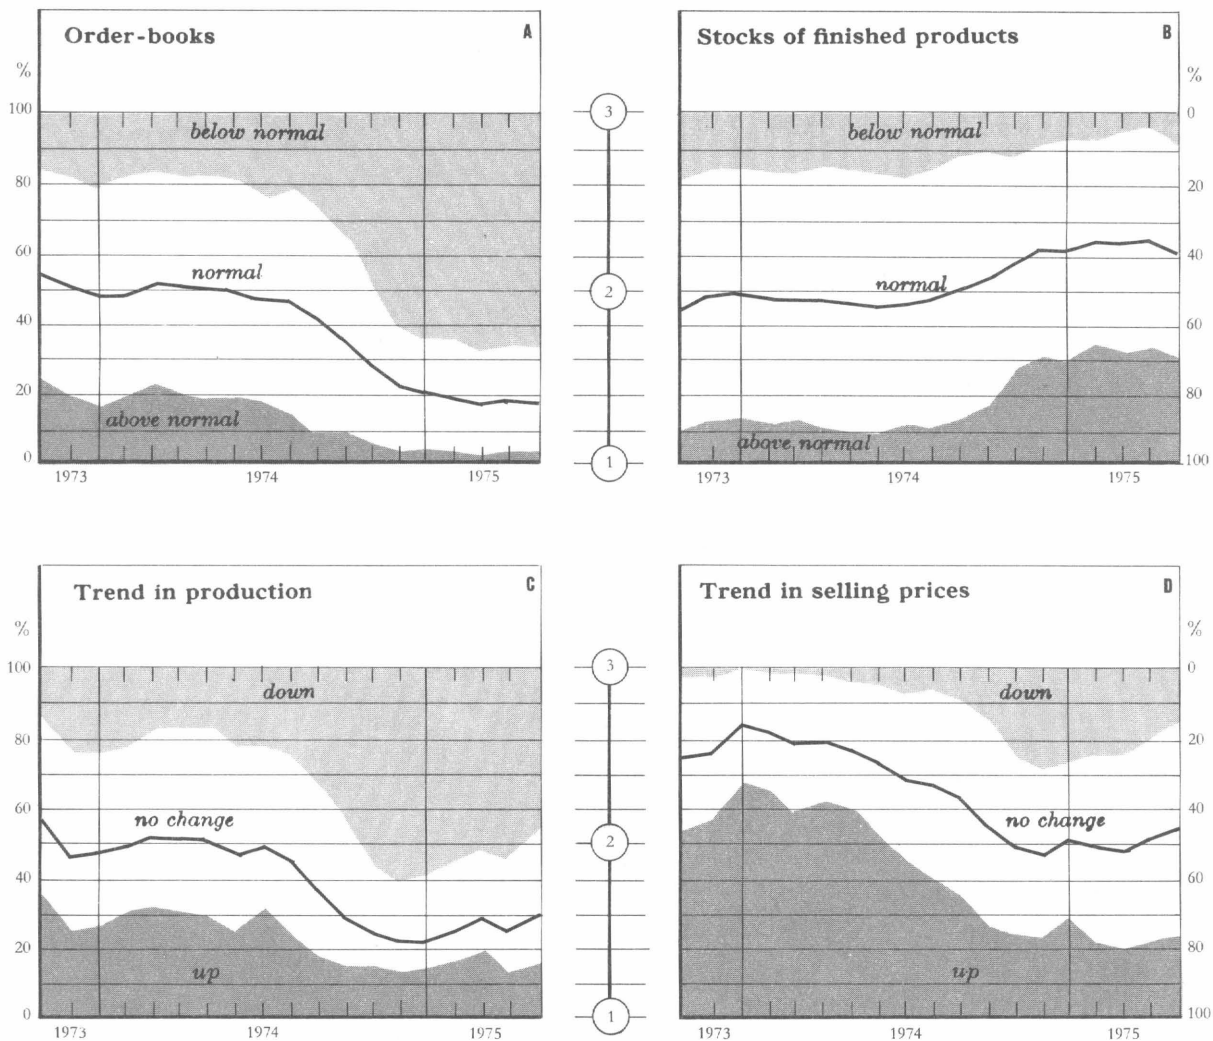 Order-books A
%
100
80
60
40
20
0
below normal
normal
above normal
1973 1974 1975
3
2
1
Stocks of finished products B
%
0
20
40
60
80
100
below normal
normal
above normal
1973 1974 1975
Trend in production C
%
100
80
60
40
20
0
down
no change
up
1973 1974 1975
3
2
1
Trend in selling prices D
%
0
20
40
60
80
100
down
no change
up
1973 1974 1975